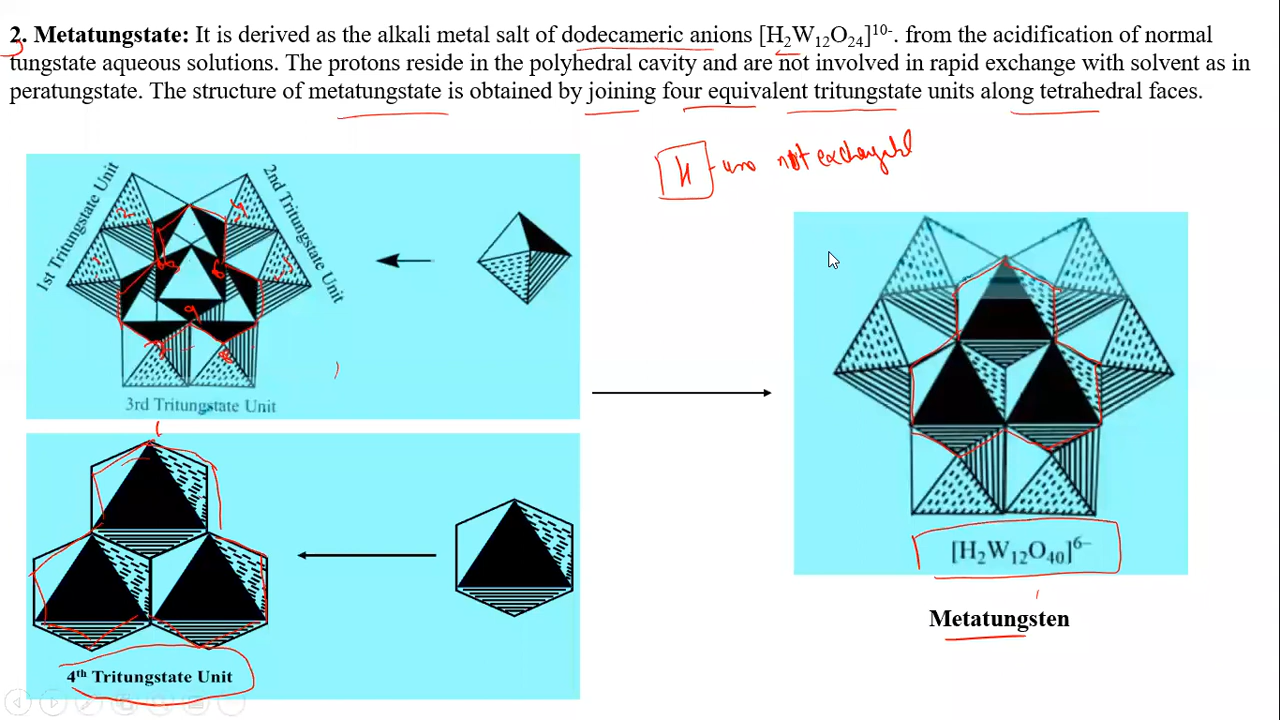 2. Metatungstate: It is derived as the alkali metal salt of dodecameric anions [H₂W₁₂O₂₄]¹⁰⁻. from the acidification of normal
tungstate aqueous solutions. The protons reside in the polyhedral cavity and are not involved in rapid exchange with solvent as in
peratungstate. The structure of metatungstate is obtained by joining four equivalent tritungstate units along tetrahedral faces.
H are not exchanged
1st Tritungstate Unit
2nd Tritungstate Unit
3rd Tritungstate Unit
4th Tritungstate Unit
[H₂W₁₂O₄₀]⁶⁻
Metatungsten